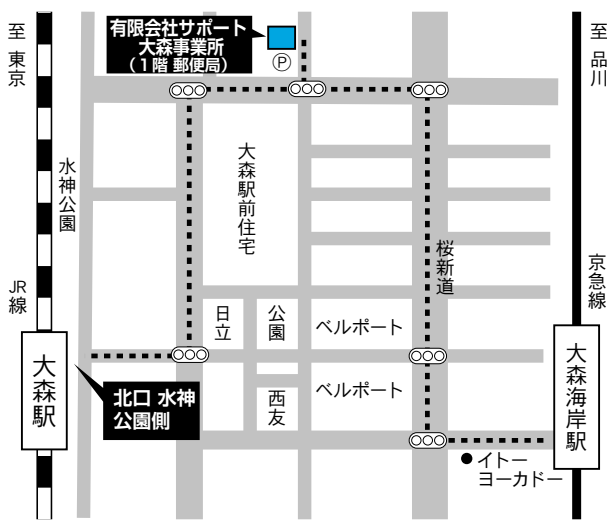 至 東京
有限会社サポート
大森事業所
(1階 郵便局)
Ⓟ
至 品川
水神公園
大森駅前住宅
桜新道
JR線
京急線
日立
公園
ベルポート
大森駅
北口 水神
公園側
西友
ベルポート
大森海岸駅
●イトー
ヨーカドー